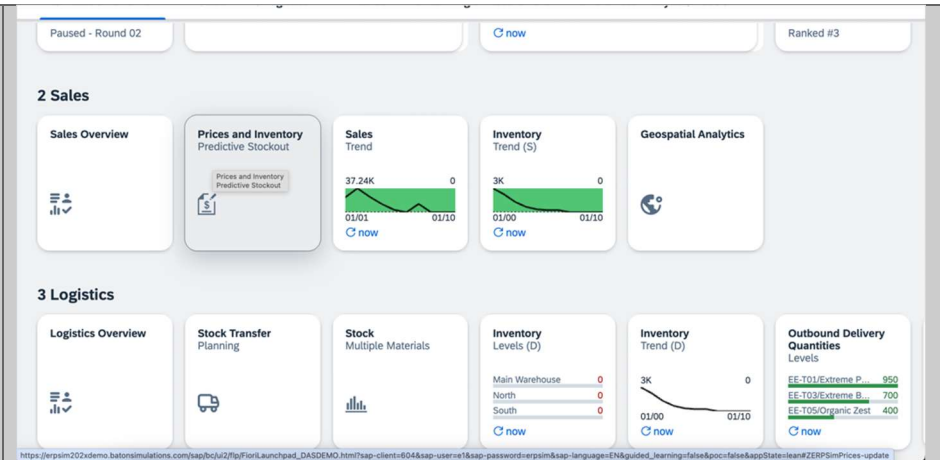 Paused - Round 02
now
Ranked #3
2 Sales
Sales Overview
Prices and Inventory
Predictive Stockout
Prices and Inventory
Predictive Stockout
Sales
Trend
37.24K 0
01/01 01/10
now
Inventory
Trend (S)
3K 0
01/00 01/10
now
Geospatial Analytics
3 Logistics
Logistics Overview
Stock Transfer
Planning
Stock
Multiple Materials
Inventory
Levels (D)
Main Warehouse 0
North 0
South 0
now
Inventory
Trend (D)
3K 0
01/00 01/10
now
Outbound Delivery
Quantities
Levels
EE-T01/Extreme P... 950
EE-T03/Extreme B... 700
EE-T05/Organic Zest 400
now
https://erpsim202xdemo.batonsimulations.com/sap/bc/ui2/flp/FioriLaunchpad_DASDEMO.html?sap-client=604&sap-user=e1&sap-password=erpsim&sap-language=EN&guided_learning=false&poc=false&appState=lean#ZERPSimPrices-update